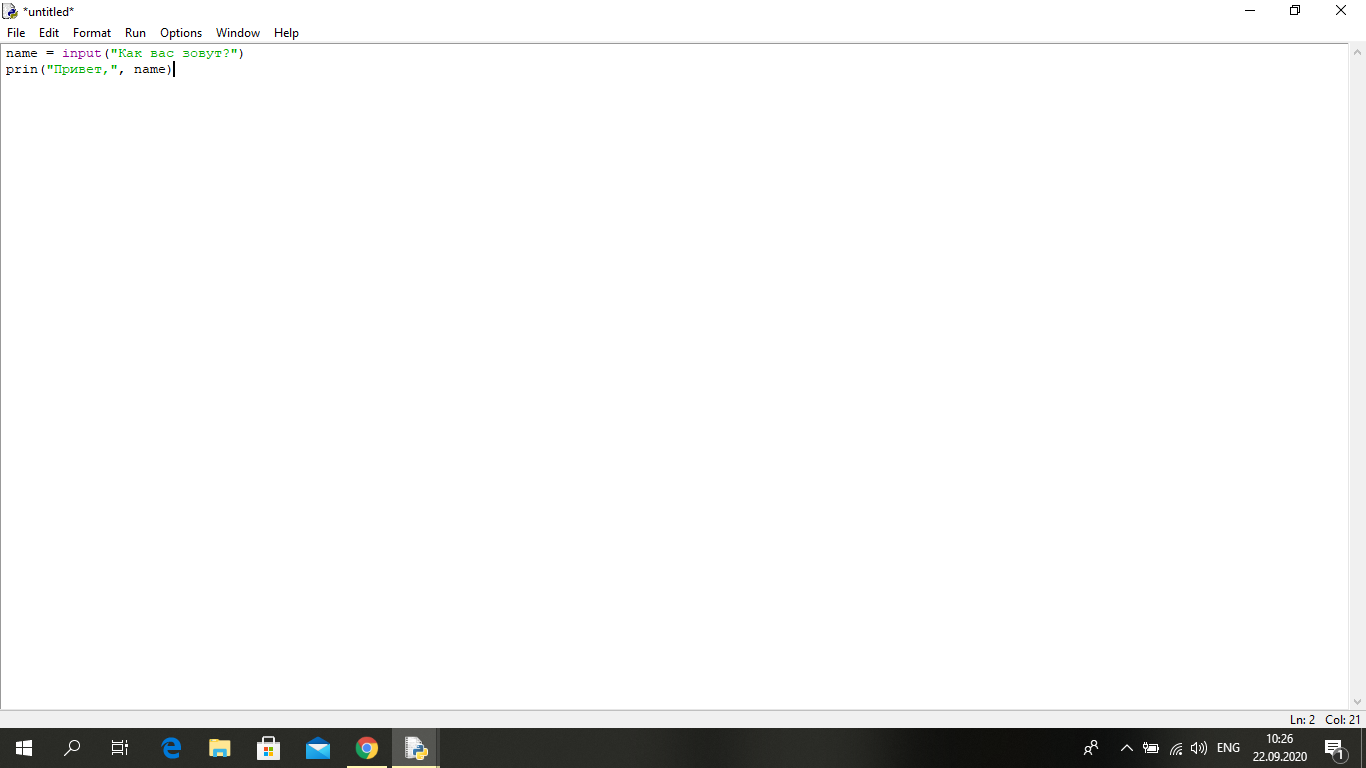 *untitled*
File Edit Format Run Options Window Help
name = input("Как вас зовут?")
prin("Привет,", name)
Ln: 2 Col: 21
ENG
10:26
22.09.2020
1